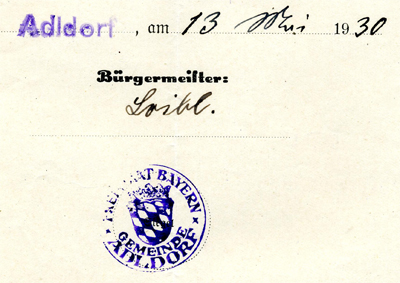 Adldorf, am 13 Mai 1930
Bürgermeister:
Loibl.
FREISTAAT BAYERN
GEMEINDE
ADLDORF